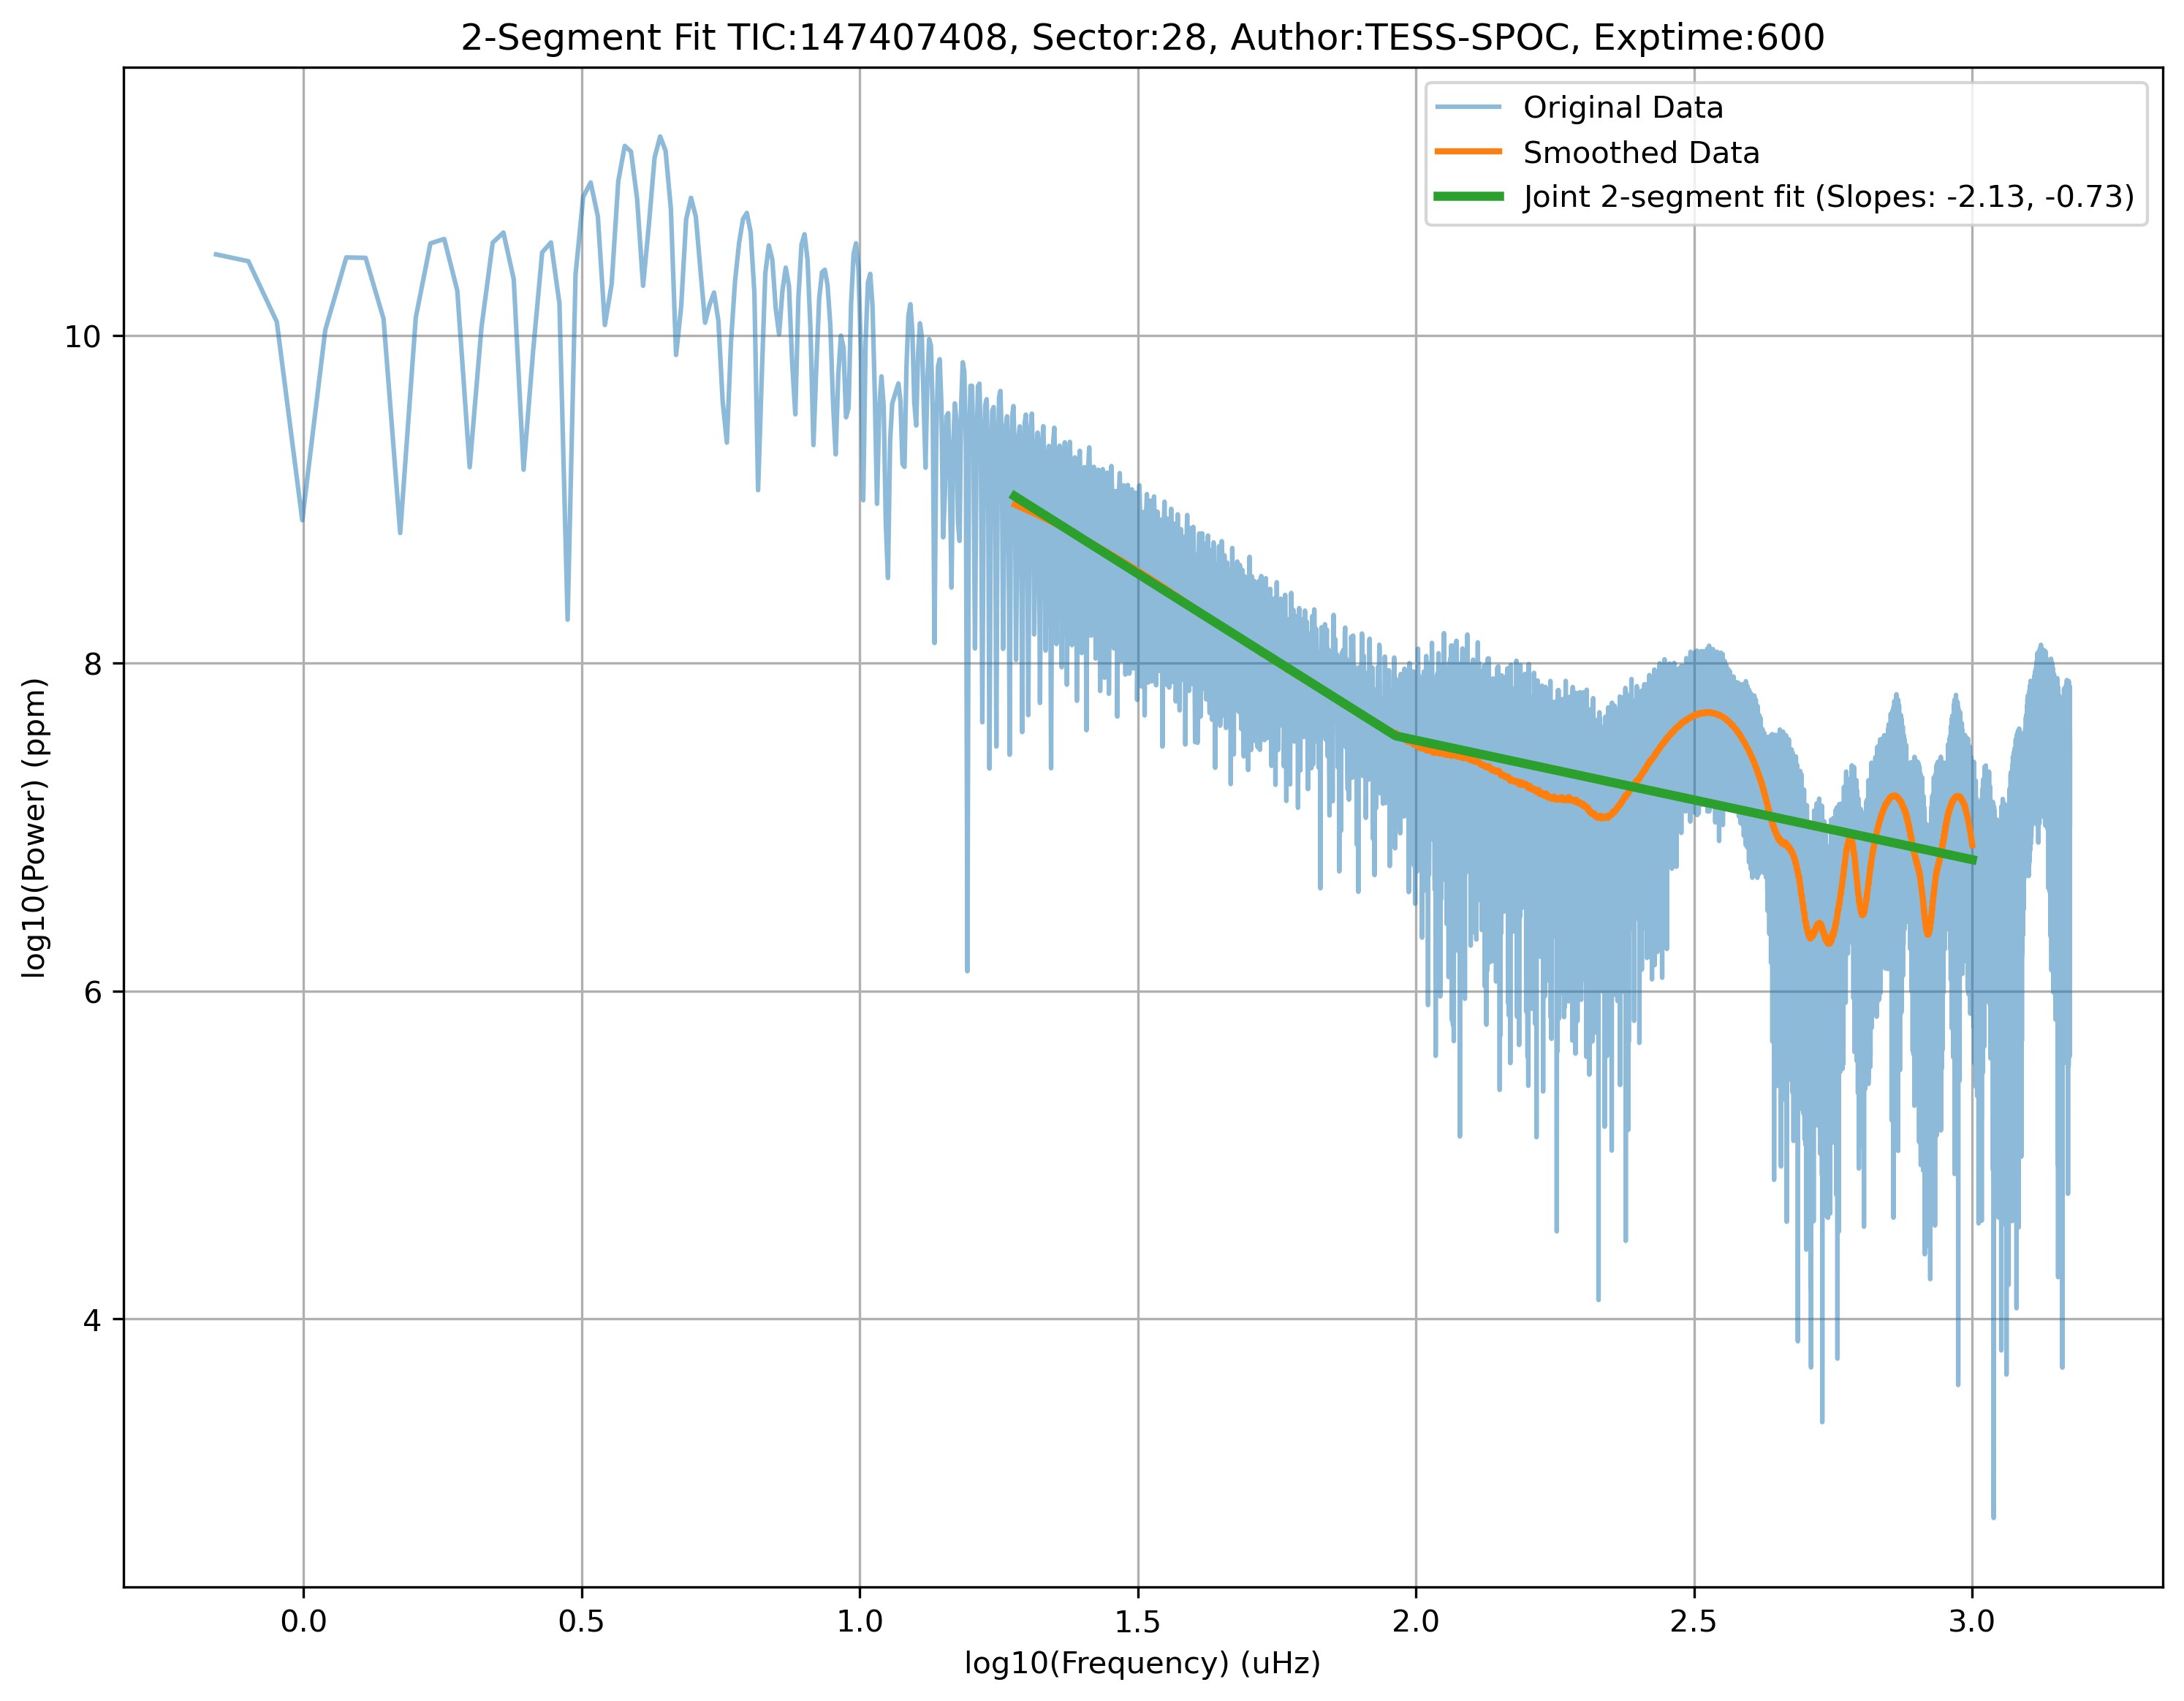 2-Segment Fit TIC:147407408, Sector:28, Author:TESS-SPOC, Exptime:600
Original Data
Smoothed Data
Joint 2-segment fit (Slopes: -2.13, -0.73)
log10(Power) (ppm)
10
8
6
4
0.0 0.5 1.0 1.5 2.0 2.5 3.0
log10(Frequency) (uHz)